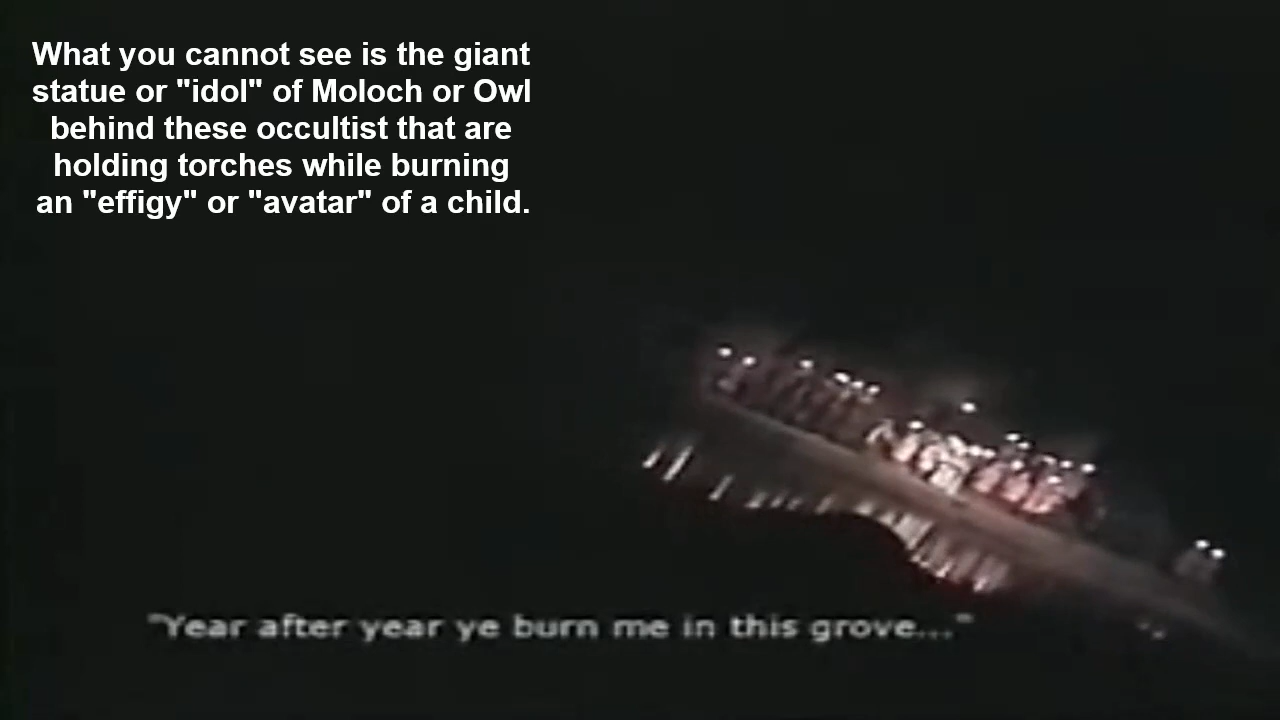 What you cannot see is the giant
statue or "idol" of Moloch or Owl
behind these occultist that are
holding torches while burning
an "effigy" or "avatar" of a child.
"Year after year ye burn me in this grove..."